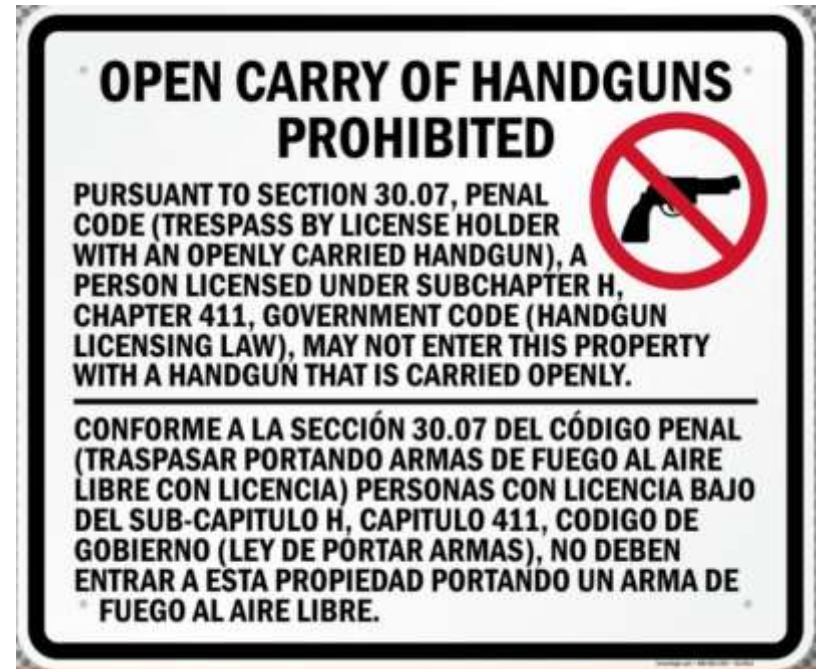 OPEN CARRY OF HANDGUNS
PROHIBITED
PURSUANT TO SECTION 30.07, PENAL
CODE (TRESPASS BY LICENSE HOLDER
WITH AN OPENLY CARRIED HANDGUN), A
PERSON LICENSED UNDER SUBCHAPTER H,
CHAPTER 411, GOVERNMENT CODE (HANDGUN
LICENSING LAW), MAY NOT ENTER THIS PROPERTY
WITH A HANDGUN THAT IS CARRIED OPENLY.
CONFORME A LA SECCIÓN 30.07 DEL CÓDIGO PENAL
(TRASPASAR PORTANDO ARMAS DE FUEGO AL AIRE
LIBRE CON LICENCIA) PERSONAS CON LICENCIA BAJO
DEL SUB-CAPITULO H, CAPITULO 411, CODIGO DE
GOBIERNO (LEY DE PORTAR ARMAS), NO DEBEN
ENTRAR A ESTA PROPIEDAD PORTANDO UN ARMA DE
FUEGO AL AIRE LIBRE.